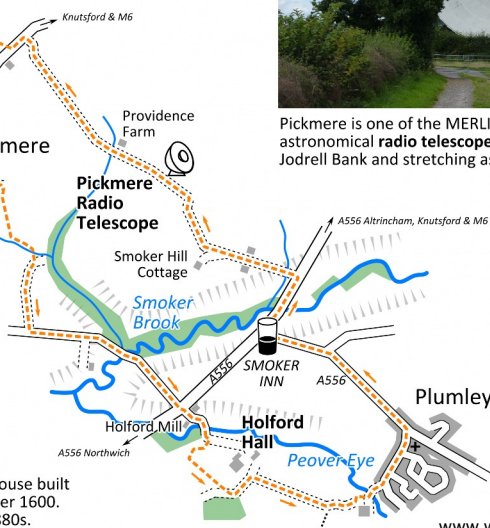 Knutsford & M6
Providence
Farm
mere
Pickmere is one of the MERLI
astronomical radio telescope
Jodrell Bank and stretching as
Pickmere
Radio
Telescope
A556 Altrincham, Knutsford & M6
Smoker Hill
Cottage
Smoker
Brook
SMOKER
INN
A556
A556
Plumley
Holford Mill
Holford
Hall
A556 Northwich
Peover Eye
ouse built
er 1600.
880s.
www.v